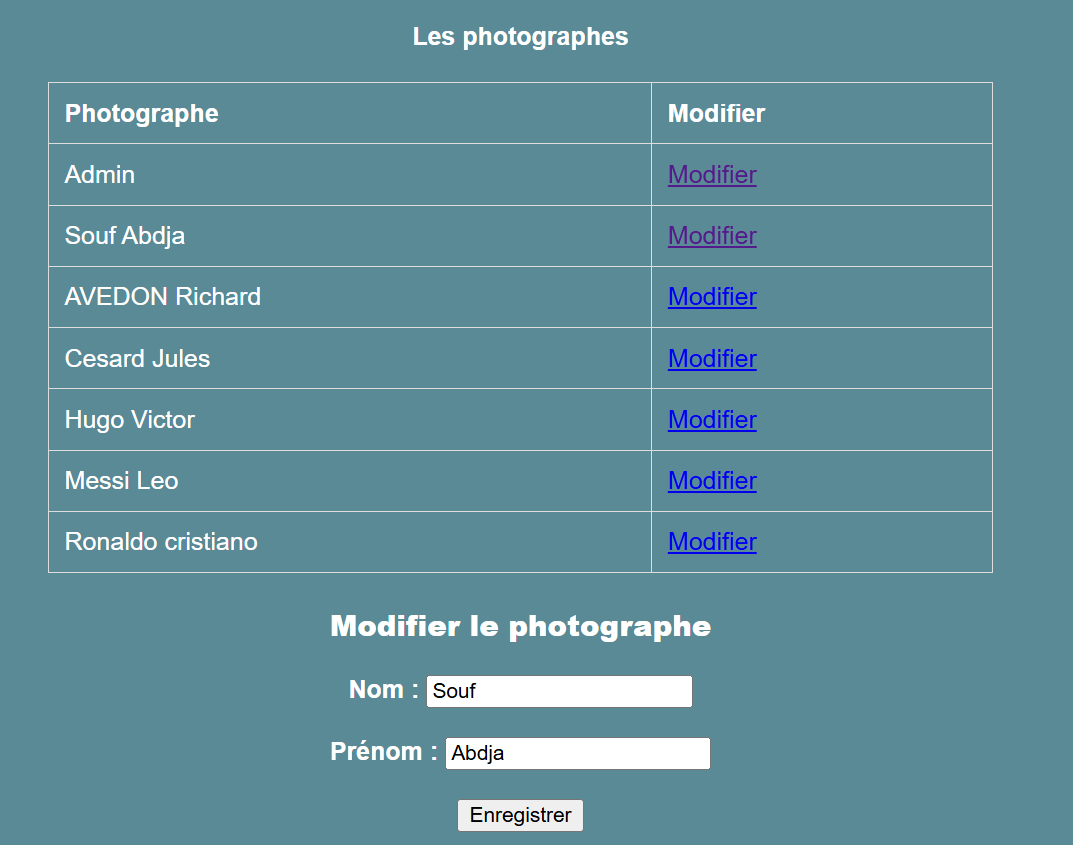 Les photographes
Photographe Modifier
Admin Modifier
Souf Abdja Modifier
AVEDON Richard Modifier
Cesard Jules Modifier
Hugo Victor Modifier
Messi Leo Modifier
Ronaldo cristiano Modifier
Modifier le photographe
Nom : Souf
Prénom : Abdja
Enregistrer